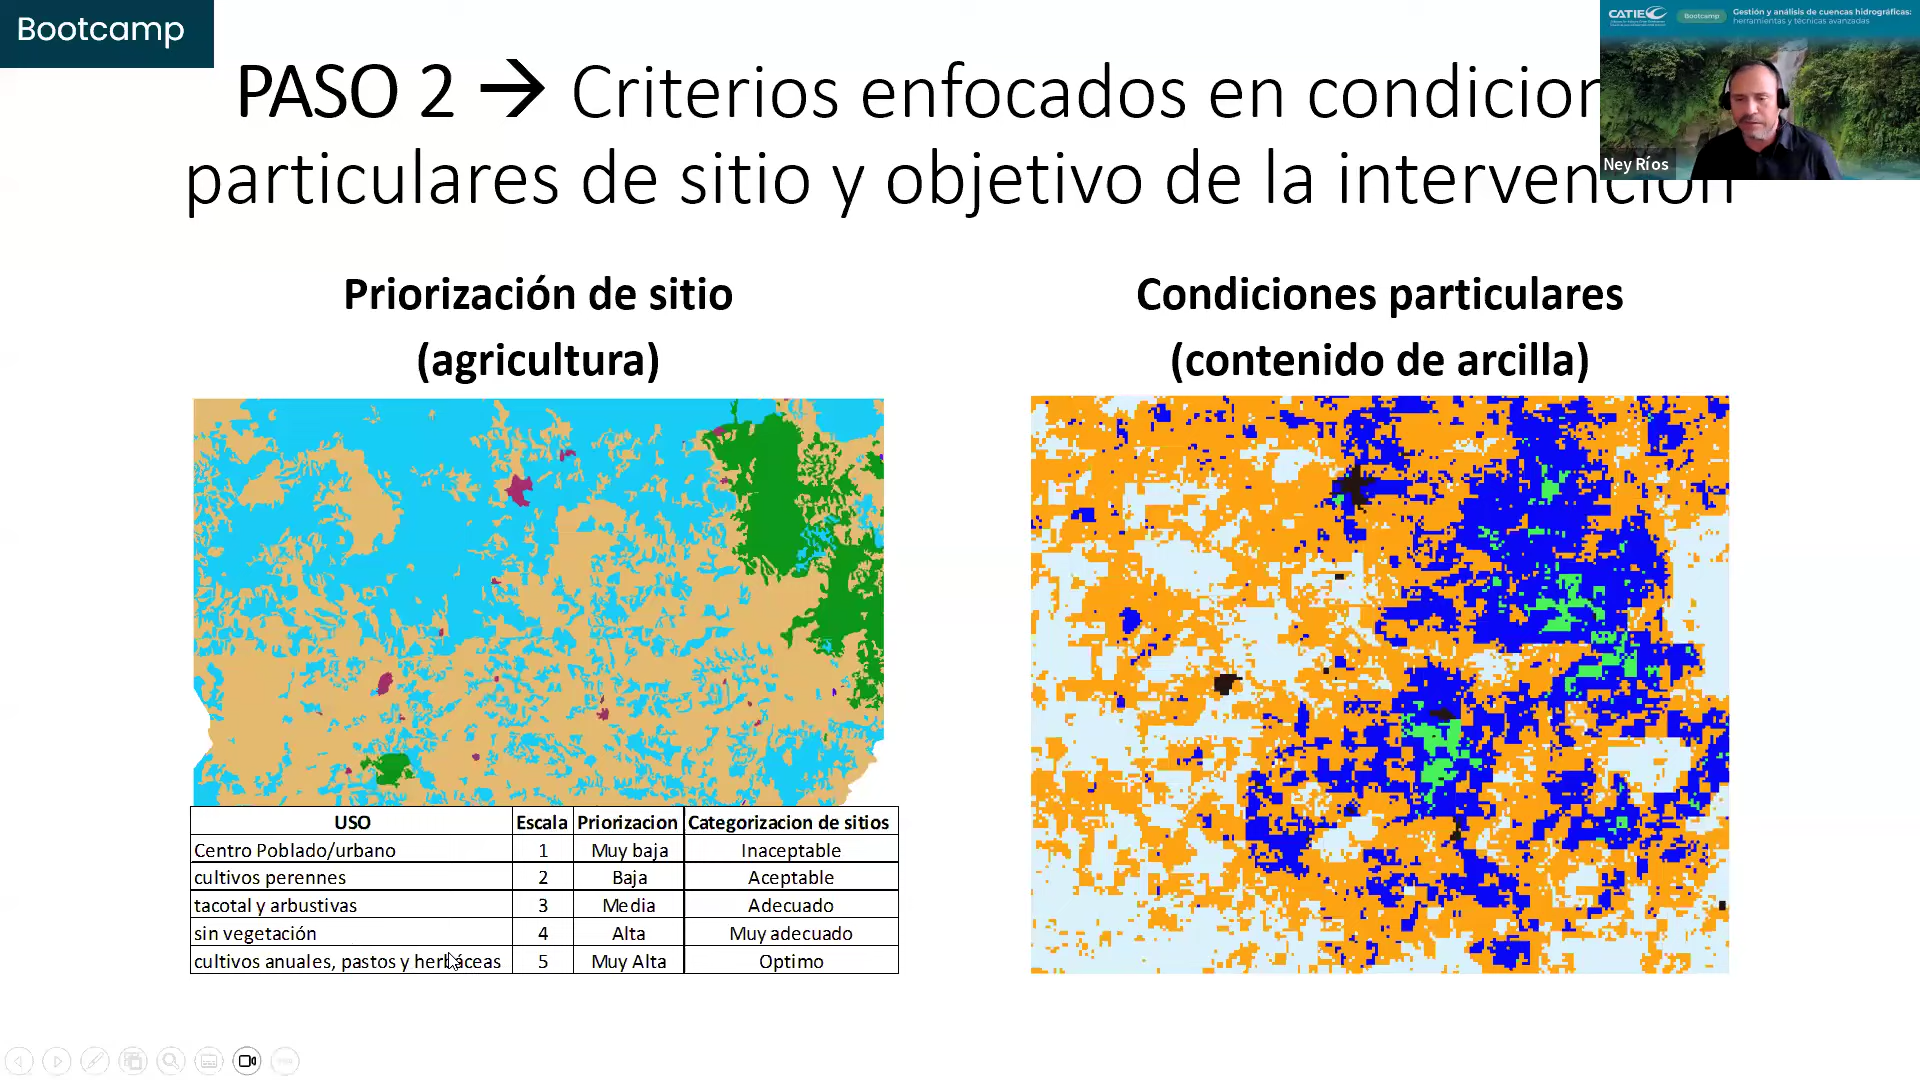 Bootcamp
PASO 2 → Criterios enfocados en condicion
particulares de sitio y objetivo de la intervención
CATIE
Bootcamp
Gestión y análisis de cuencas hidrográficas:
herramientas y técnicas avanzadas
Ney Ríos
Priorización de sitio
(agricultura)
Condiciones particulares
(contenido de arcilla)
USO Escala Priorizacion Categorizacion de sitios
Centro Poblado/urbano 1 Muy baja Inaceptable
cultivos perennes 2 Baja Aceptable
tacotal y arbustivas 3 Media Adecuado
sin vegetación 4 Alta Muy adecuado
cultivos anuales, pastos y herbáceas 5 Muy Alta Optimo